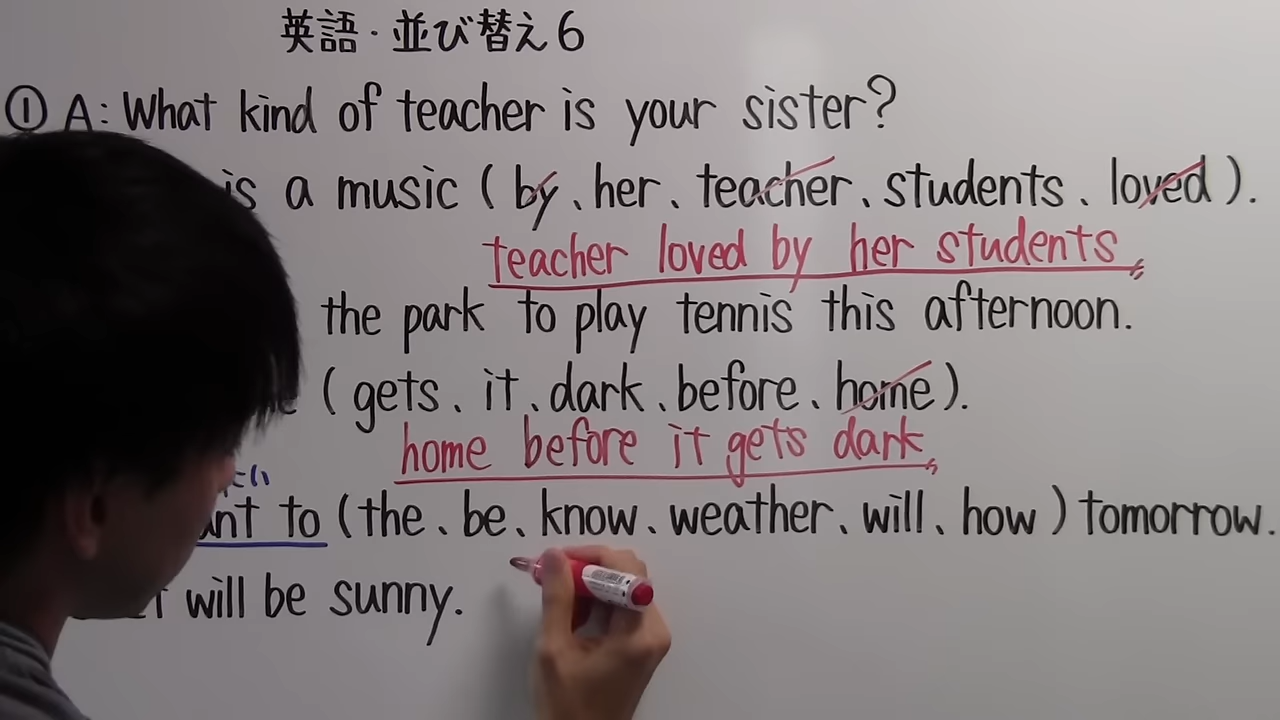 英語・並び替え6
① A: What kind of teacher is your sister?
is a music ( by、her、teacher、students、loved ).
teacher loved by her students
the park to play tennis this afternoon.
( gets、it、dark、before、home ).
home before it gets dark
たい
to ( the、be、know、weather、will、how ) tomorrow.
will be sunny.